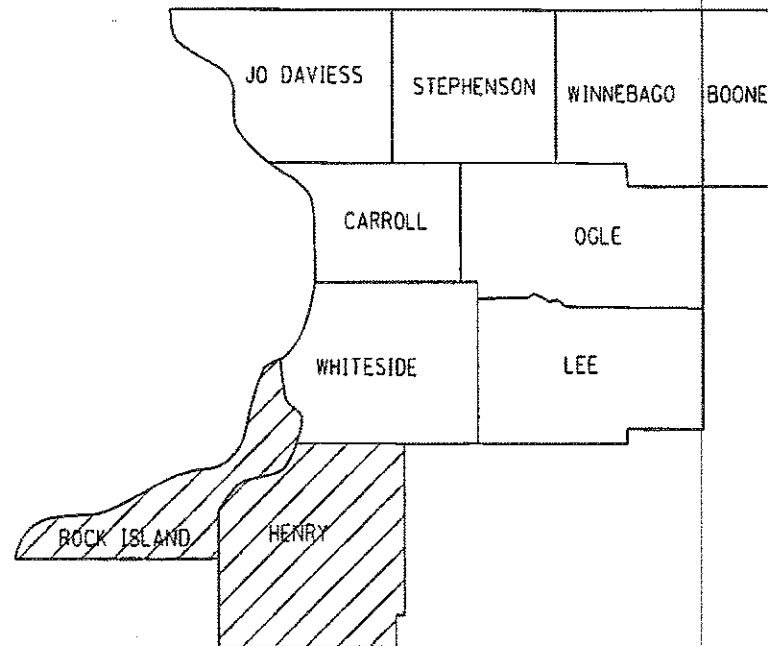 JO DAVIESS
STEPHENSON
WINNEBAGO
BOONE
CARROLL
OGLE
WHITESIDE
LEE
ROCK ISLAND
HENRY